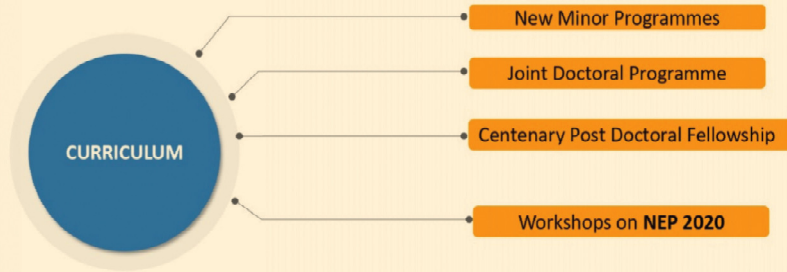 New Minor Programmes
Joint Doctoral Programme
CURRICULUM
Centenary Post Doctoral Fellowship
Workshops on NEP 2020